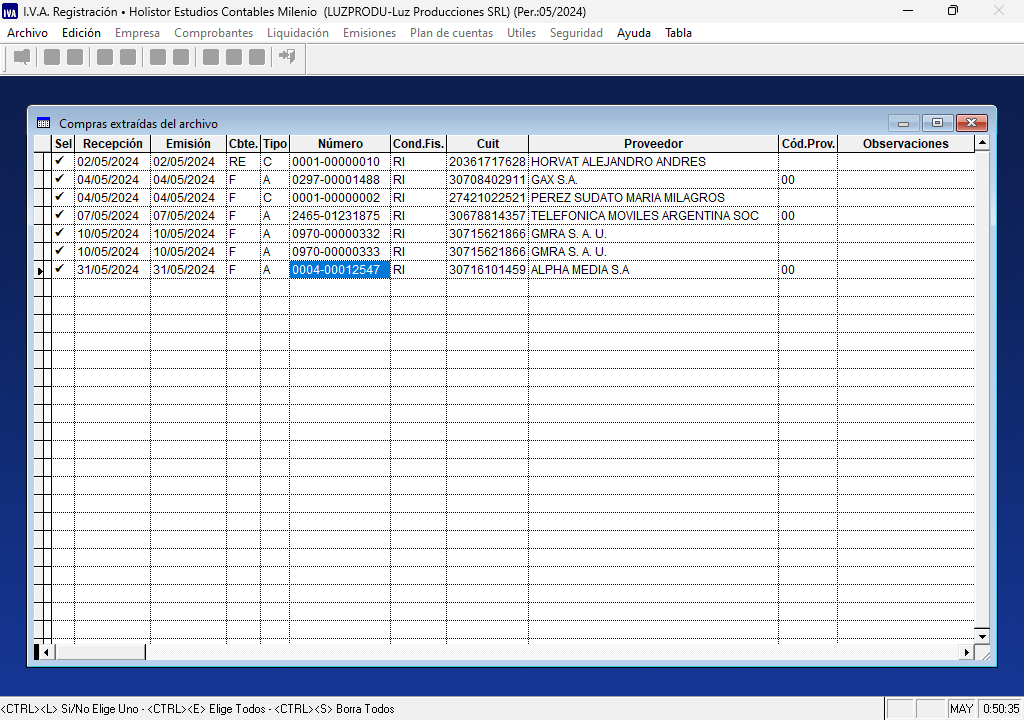 IVA I.V.A. Registración • Holistor Estudios Contables Milenio (LUZPRODU-Luz Producciones SRL) (Per.:05/2024)
Archivo Edición Empresa Comprobantes Liquidación Emisiones Plan de cuentas Utiles Seguridad Ayuda Tabla
Compras extraídas del archivo
Sel Recepción Emisión Cbte. Tipo Número Cond.Fis. Cuit Proveedor Cód.Prov. Observaciones
✔ 02/05/2024 02/05/2024 RE C 0001-00000010 RI 20361717628 HORVAT ALEJANDRO ANDRES
✔ 04/05/2024 04/05/2024 F A 0297-00001488 RI 30708402911 GAX S.A. 00
✔ 04/05/2024 04/05/2024 F C 0001-00000002 RI 27421022521 PEREZ SUDATO MARIA MILAGROS
✔ 07/05/2024 07/05/2024 F A 2465-01231875 RI 30678814357 TELEFONICA MOVILES ARGENTINA SOC 00
✔ 10/05/2024 10/05/2024 F A 0970-00000332 RI 30715621866 GMRA S. A. U.
✔ 10/05/2024 10/05/2024 F A 0970-00000333 RI 30715621866 GMRA S. A. U.
✔ 31/05/2024 31/05/2024 F A 0004-00012547 RI 30716101459 ALPHA MEDIA S.A 00
<CTRL><L> Si/No Elige Uno - <CTRL><E> Elige Todos - <CTRL><S> Borra Todos MAY 0:50:35